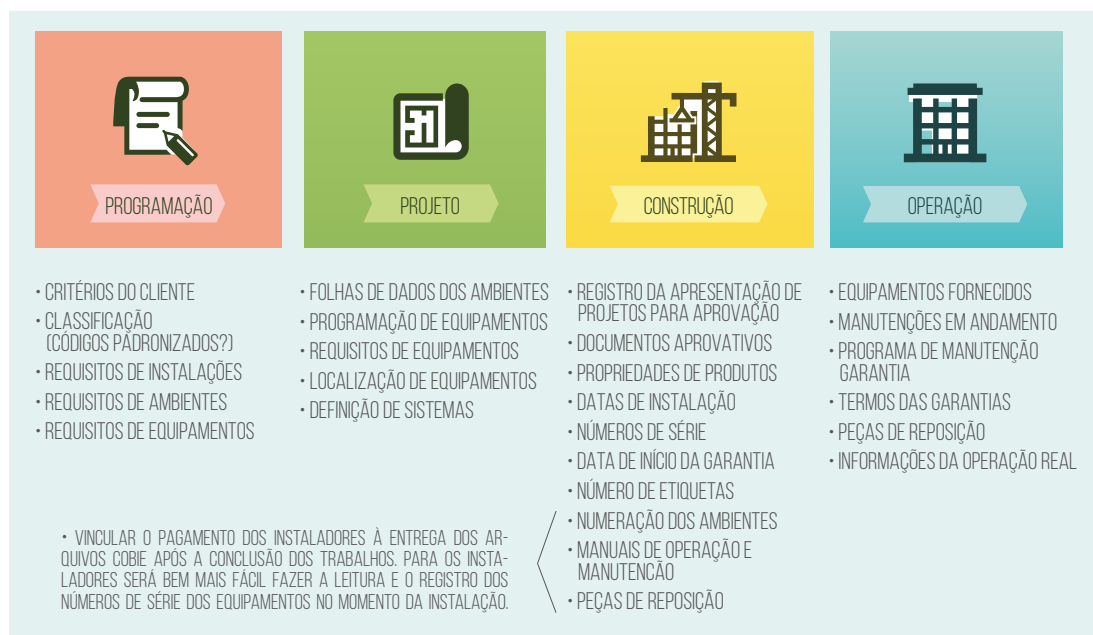 PROGRAMAÇÃO
• CRITÉRIOS DO CLIENTE
• CLASSIFICAÇÃO
(CÓDIGOS PADRONIZADOS?)
• REQUISITOS DE INSTALAÇÕES
• REQUISITOS DE AMBIENTES
• REQUISITOS DE EQUIPAMENTOS
PROJETO
• FOLHAS DE DADOS DOS AMBIENTES
• PROGRAMAÇÃO DE EQUIPAMENTOS
• REQUISITOS DE EQUIPAMENTOS
• LOCALIZAÇÃO DE EQUIPAMENTOS
• DEFINIÇÃO DE SISTEMAS
CONSTRUÇÃO
• REGISTRO DA APRESENTAÇÃO DE
PROJETOS PARA APROVAÇÃO
• DOCUMENTOS APROVATIVOS
• PROPRIEDADES DE PRODUTOS
• DATAS DE INSTALAÇÃO
• NÚMEROS DE SÉRIE
• DATA DE INÍCIO DA GARANTIA
• NÚMERO DE ETIQUETAS
• NUMERAÇÃO DOS AMBIENTES
• MANUAIS DE OPERAÇÃO E
MANUTENCÃO
• PEÇAS DE REPOSIÇÃO
• VINCULAR O PAGAMENTO DOS INSTALADORES À ENTREGA DOS AR-
QUIVOS COBIE APÓS A CONCLUSÃO DOS TRABALHOS. PARA OS INSTA-
LADORES SERÁ BEM MAIS FÁCIL FAZER A LEITURA E O REGISTRO DOS
NÚMEROS DE SÉRIE DOS EQUIPAMENTOS NO MOMENTO DA INSTALAÇÃO.
OPERAÇÃO
• EQUIPAMENTOS FORNECIDOS
• MANUTENÇÕES EM ANDAMENTO
• PROGRAMA DE MANUTENÇÃO
GARANTIA
• TERMOS DAS GARANTIAS
• PEÇAS DE REPOSIÇÃO
• INFORMAÇÕES DA OPERAÇÃO REAL